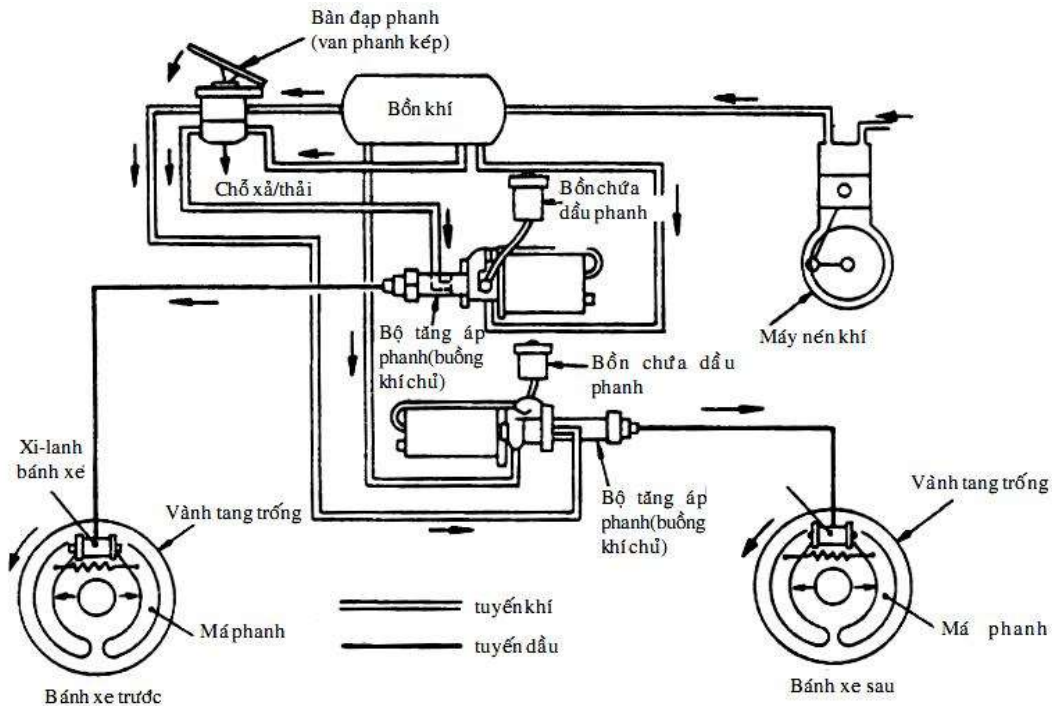 Bàn đạp phanh
(van phanh kép)
Bồn khí
Chỗ xả/thải
Bồn chứa
dầu phanh
Máy nén khí
Bộ tăng áp
phanh(buồng
khí chủ)
Bồn chứa dầu
phanh
Xi-lanh
bánh xe
Vành tang trống
Bộ tăng áp
phanh(buồng
khí chủ)
Vành tang trống
tuyến khí
Má phanh
Má phanh
tuyến dầu
Bánh xe trước
Bánh xe sau